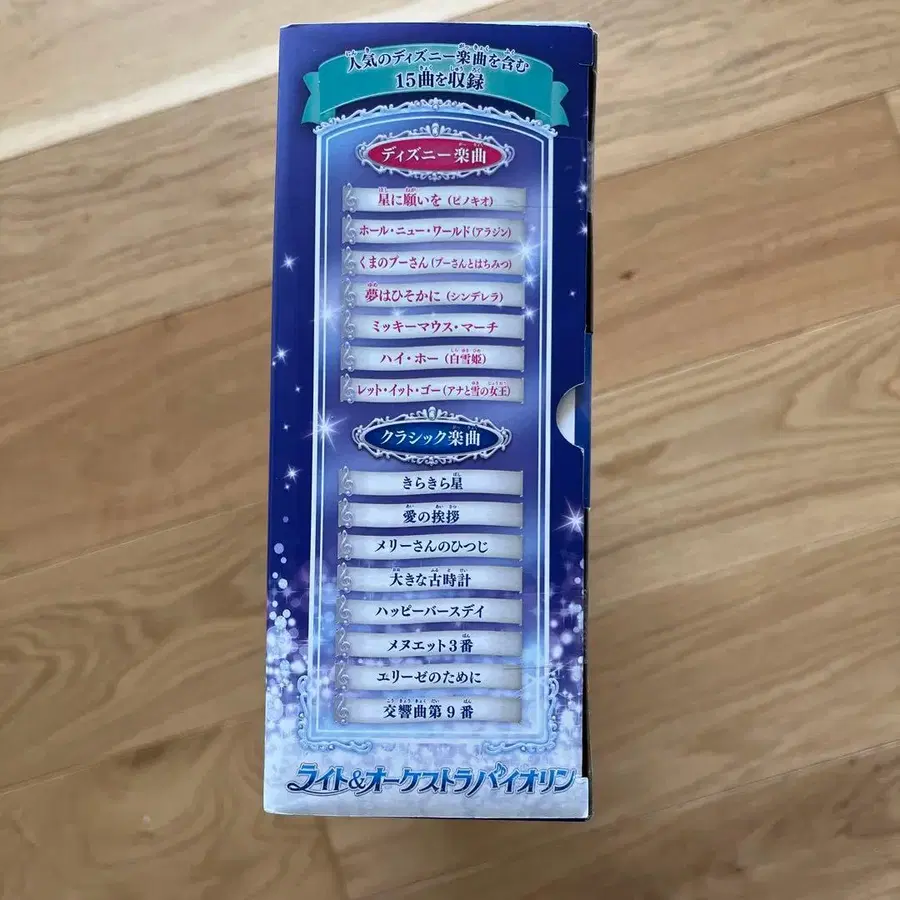 人気のディズニー楽曲を含む
15曲を収録
ディズニー楽曲
星に願いを(ピノキオ)
ホール・ニュー・ワールド(アラジン)
くまのプーさん(プーさんとはちみつ)
夢はひそかに(シンデレラ)
ミッキーマウス・マーチ
ハイ・ホー(白雪姫)
レット・イット・ゴー(アナと雪の女王)
クラシック楽曲
きらきら星
愛の挨拶
メリーさんのひつじ
大きな古時計
ハッピーバースデイ
メヌエット3番
エリーゼのために
交響曲第9番
ライト&オーケストラバイオリン